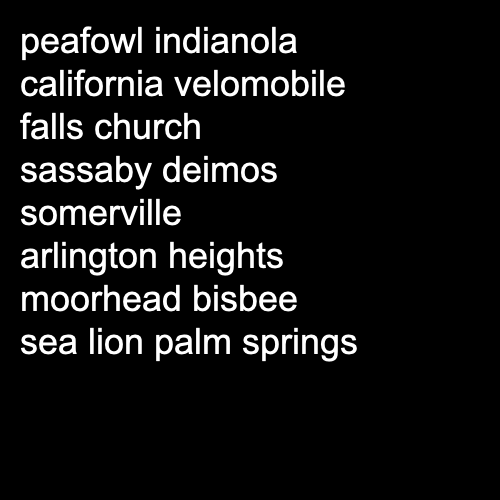 peafowl indianola
california velomobile
falls church
sassaby deimos
somerville
arlington heights
moorhead bisbee
sea lion palm springs